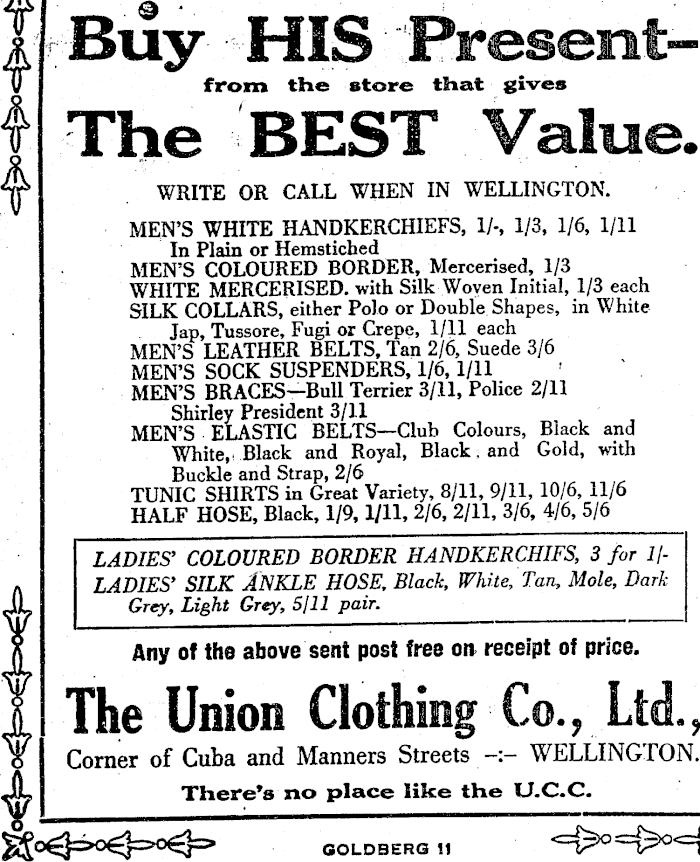 Buy HIS Present-
from the store that gives
The BEST Value.
WRITE OR CALL WHEN IN WELLINGTON.
MEN'S WHITE HANDKERCHIEFS, 1/-, 1/3, 1/6, 1/11
In Plain or Hemstiched
MEN'S COLOURED BORDER, Mercerised, 1/3
WHITE MERCERISED. with Silk Woven Initial, 1/3 each
SILK COLLARS, either Polo or Double Shapes, in White
Jap, Tussore, Fugi or Crepe, 1/11 each
MEN'S LEATHER BELTS, Tan 2/6, Suede 3/6
MEN'S SOCK SUSPENDERS, 1/6, 1/11
MEN'S BRACES—Bull Terrier 3/11, Police 2/11
Shirley President 3/11
MEN'S ELASTIC BELTS—Club Colours, Black and
White, Black and Royal, Black and Gold, with
Buckle and Strap, 2/6
TUNIC SHIRTS in Great Variety, 8/11, 9/11, 10/6, 11/6
HALF HOSE, Black, 1/9, 1/11, 2/6, 2/11, 3/6, 4/6, 5/6
LADIES' COLOURED BORDER HANDKERCHIFS, 3 for 1/-
LADIES' SILK ANKLE HOSE, Black, White, Tan, Mole, Dark
Grey, Light Grey, 5/11 pair.
Any of the above sent post free on receipt of price.
The Union Clothing Co., Ltd.,
Corner of Cuba and Manners Streets -:- WELLINGTON.
There's no place like the U.C.C.
GOLDBERG 11